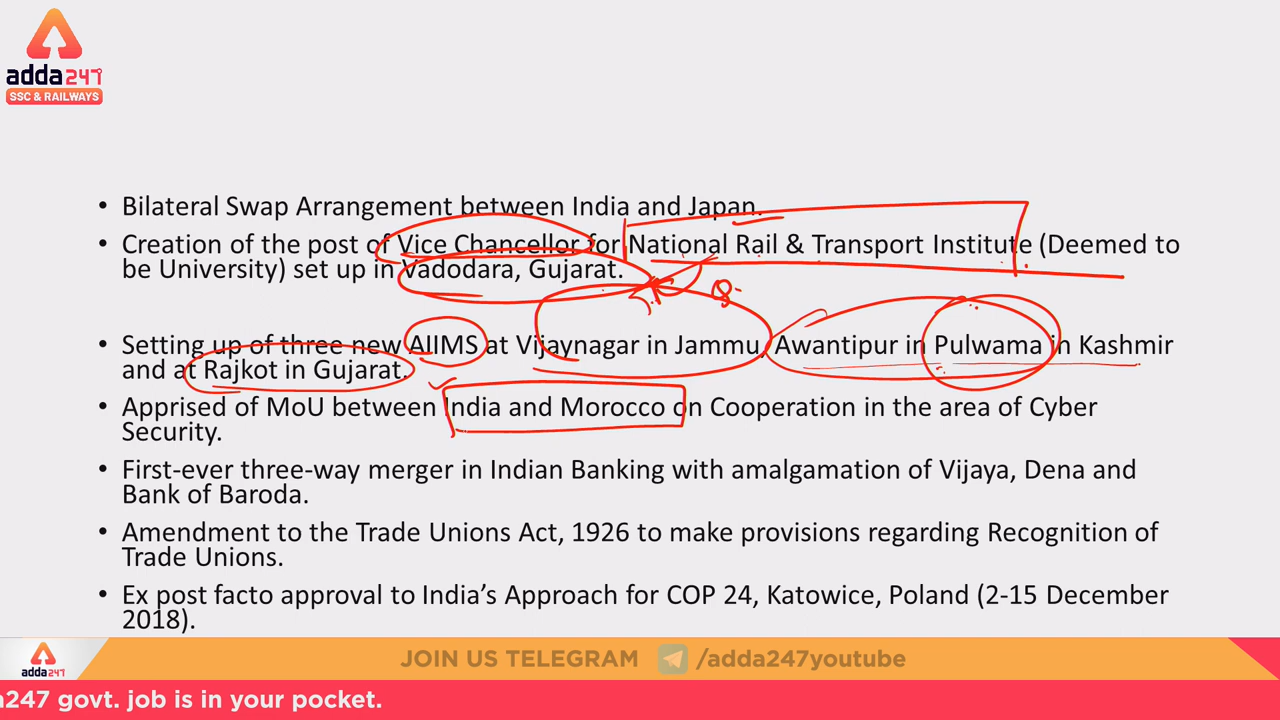 adda247
SSC & RAILWAYS
• Bilateral Swap Arrangement between India and Japan.
• Creation of the post of Vice Chancellor for National Rail & Transport Institute (Deemed to
be University) set up in Vadodara, Gujarat.
• Setting up of three new AIIMS at Vijaynagar in Jammu, Awantipur in Pulwama in Kashmir
and at Rajkot in Gujarat.
• Apprised of MoU between India and Morocco on Cooperation in the area of Cyber
Security.
• First-ever three-way merger in Indian Banking with amalgamation of Vijaya, Dena and
Bank of Baroda.
• Amendment to the Trade Unions Act, 1926 to make provisions regarding Recognition of
Trade Unions.
• Ex post facto approval to India’s Approach for COP 24, Katowice, Poland (2-15 December
2018).
adda247
JOIN US TELEGRAM /adda247youtube
a247 govt. job is in your pocket.